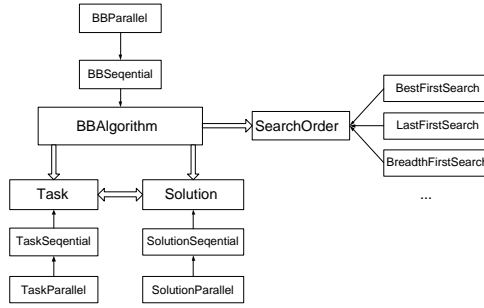 BBParallel
BBSeqential
BestFirstSearch
BBAlgorithm
SearchOrder
LastFirstSearch
BreadthFirstSearch
...
Task
Solution
TaskSeqential
SolutionSeqential
TaskParallel
SolutionParallel